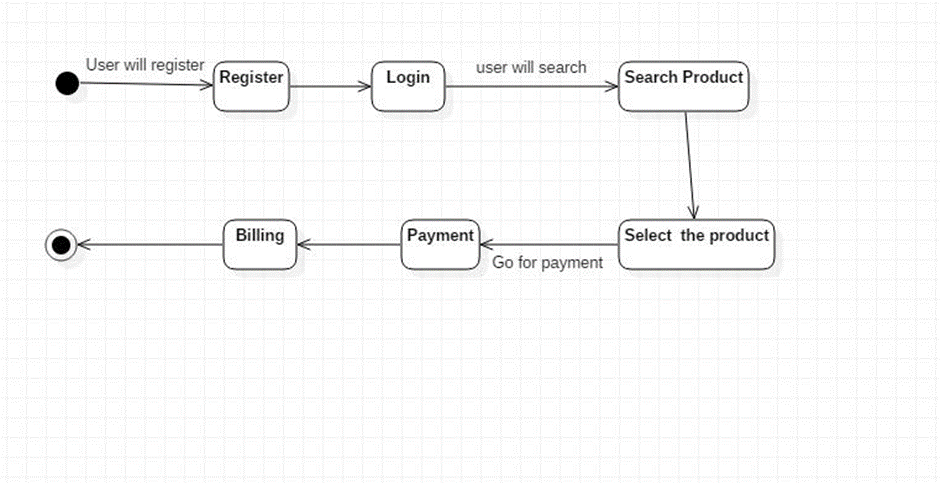 User will register
Register
Login
user will search
Search Product
Billing
Payment
Go for payment
Select  the product